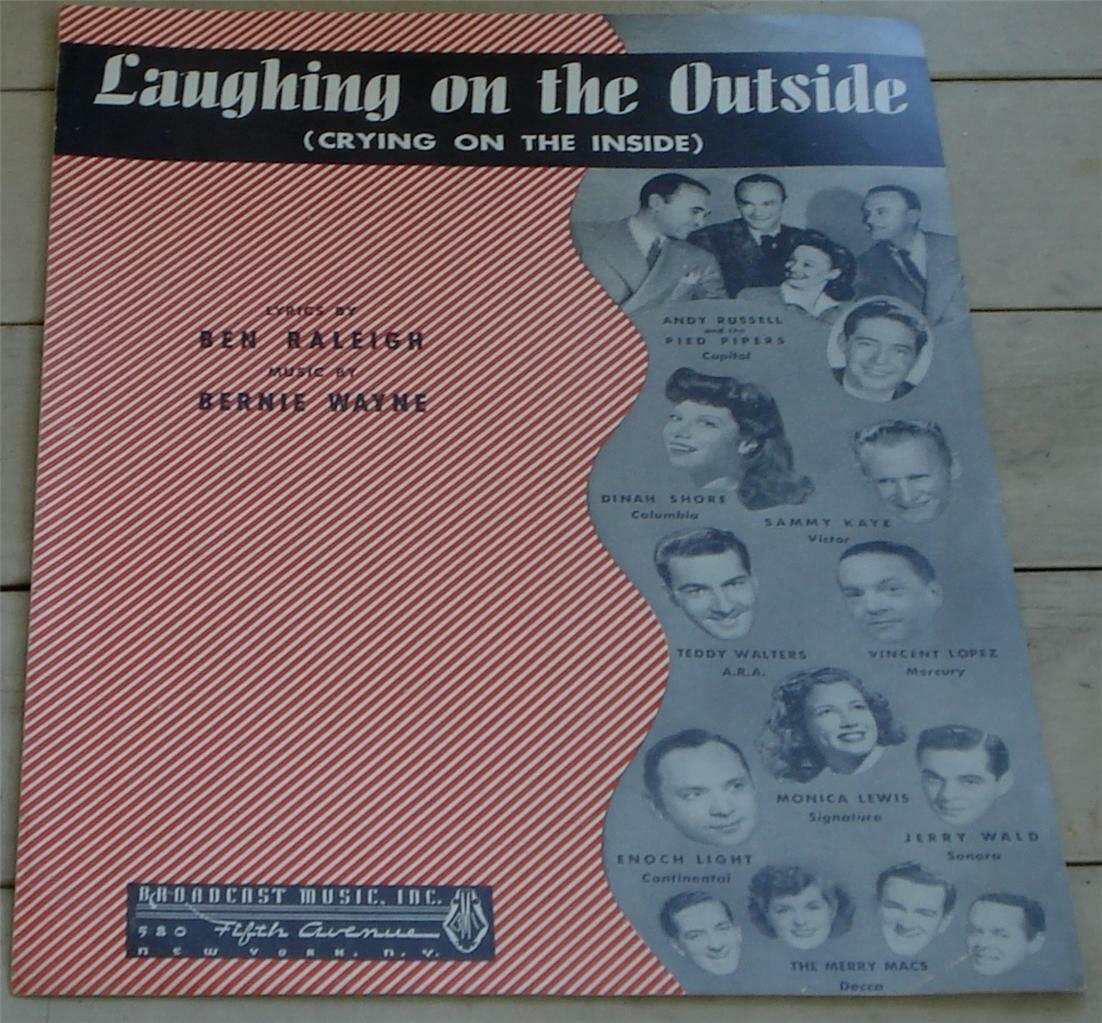 Laughing on the Outside
(CRYING ON THE INSIDE)
LYRICS BY
BEN RALEIGH
MUSIC BY
BERNIE WAYNE
ANDY RUSSELL
and the
PIED PIPERS
Capitol
DINAH SHORE
Columbia
SAMMY KAYE
Victor
TEDDY WALTERS
A.R.A.
VINCENT LOPEZ
Mercury
MONICA LEWIS
Signature
JERRY WALD
Sonora
ENOCH LIGHT
Continental
THE MERRY MACS
Decca
BROADCAST MUSIC, INC.
580 Fifth Avenue
NEW YORK, N.Y.
BMI